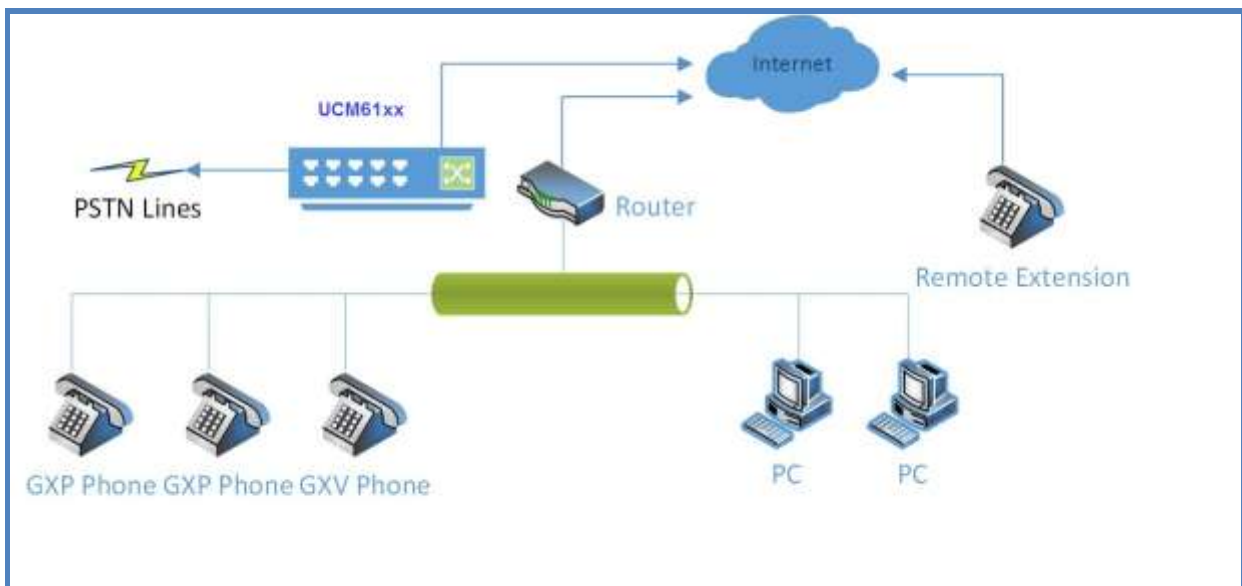 Internet
UCM61xx
PSTN Lines
Router
Remote Extension
GXP Phone GXP Phone GXV Phone
PC PC